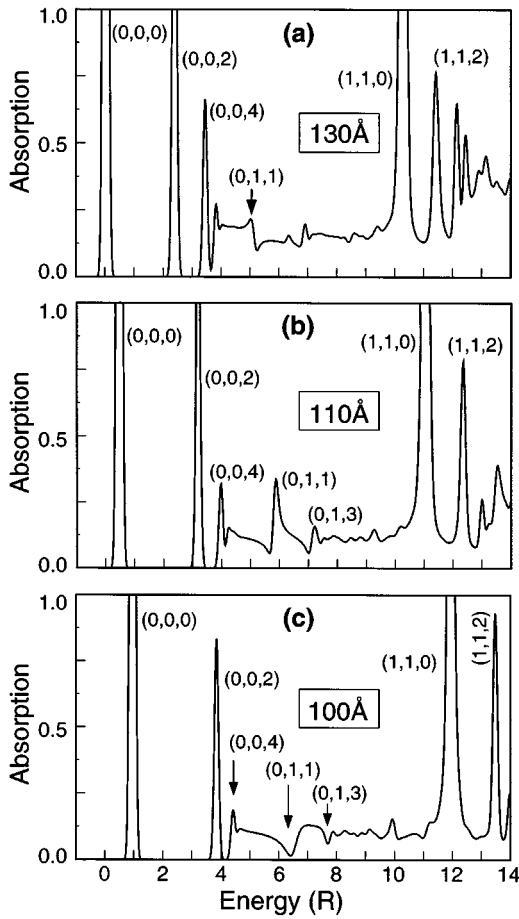 (a)
Absorption
1.0
0.5
0.0
(0,0,0)
(0,0,2)
(0,0,4)
(0,1,1)
130Å
(1,1,0)
(1,1,2)
(b)
Absorption
1.0
0.5
0.0
(0,0,0)
(0,0,2)
(0,0,4)
(0,1,1)
(0,1,3)
110Å
(1,1,0)
(1,1,2)
(c)
Absorption
1.0
0.5
0.0
(0,0,0)
(0,0,2)
(0,0,4)
(0,1,1)
(0,1,3)
100Å
(1,1,0)
(1,1,2)
0 2 4 6 8 10 12 14
Energy (R)